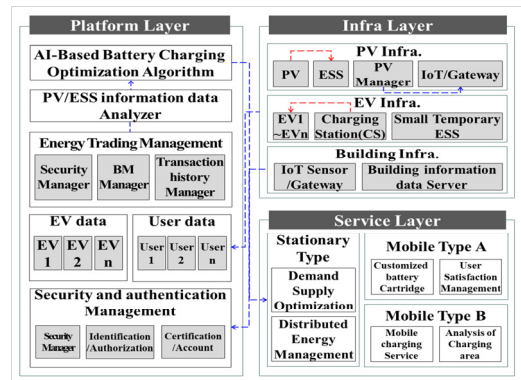 Platform Layer
AI-Based Battery Charging
Optimization Algorithm
PV/ESS information data
Analyzer
Energy Trading Management
Security
Manager
BM
Manager
Transaction
history
Manager
EV data
EV
1
EV
2
EV
n
User data
User
1
User
2
User
n
Security and authentication
Management
Security
Manager
Identification
/Authorization
Certification
/Account
Infra Layer
PV Infra.
PV
ESS
PV
Manager
IoT/Gateway
EV Infra.
EV1
~EVn
Charging
Station(CS)
Small Temporary
ESS
Building Infra.
IoT Sensor
/Gateway
Building information
data Server
Service Layer
Stationary
Type
Demand
Supply
Optimization
Distributed
Energy
Management
Mobile Type A
Customized
battery
Cartridge
User
Satisfaction
Management
Mobile Type B
Mobile
charging
Service
Analysis of
Charging
area